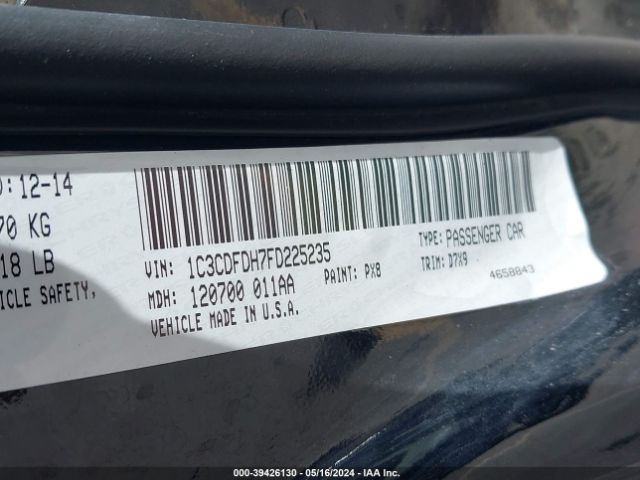 ): 12-14
70 KG
18 LB
ICLE SAFETY,
VIN: 1C3CDFDH7FD225235
TYPE: PASSENGER CAR
MDH: 120700 011AA
PAINT: PX8
TRIM: D7X9
4658843
VEHICLE MADE IN U.S.A.
000-39426130 - 05/16/2024 - IAA Inc.